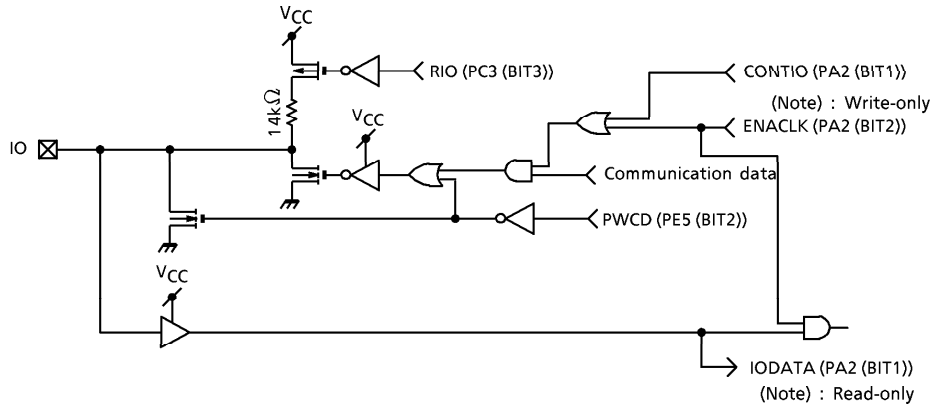 VCC
RIO (PC3 (BIT3))
CONTIO (PA2 (BIT1))
(Note) : Write-only
14kΩ
VCC
ENACLK (PA2 (BIT2))
IO
Communication data
PWCD (PE5 (BIT2))
VCC
IODATA (PA2 (BIT1))
(Note) : Read-only